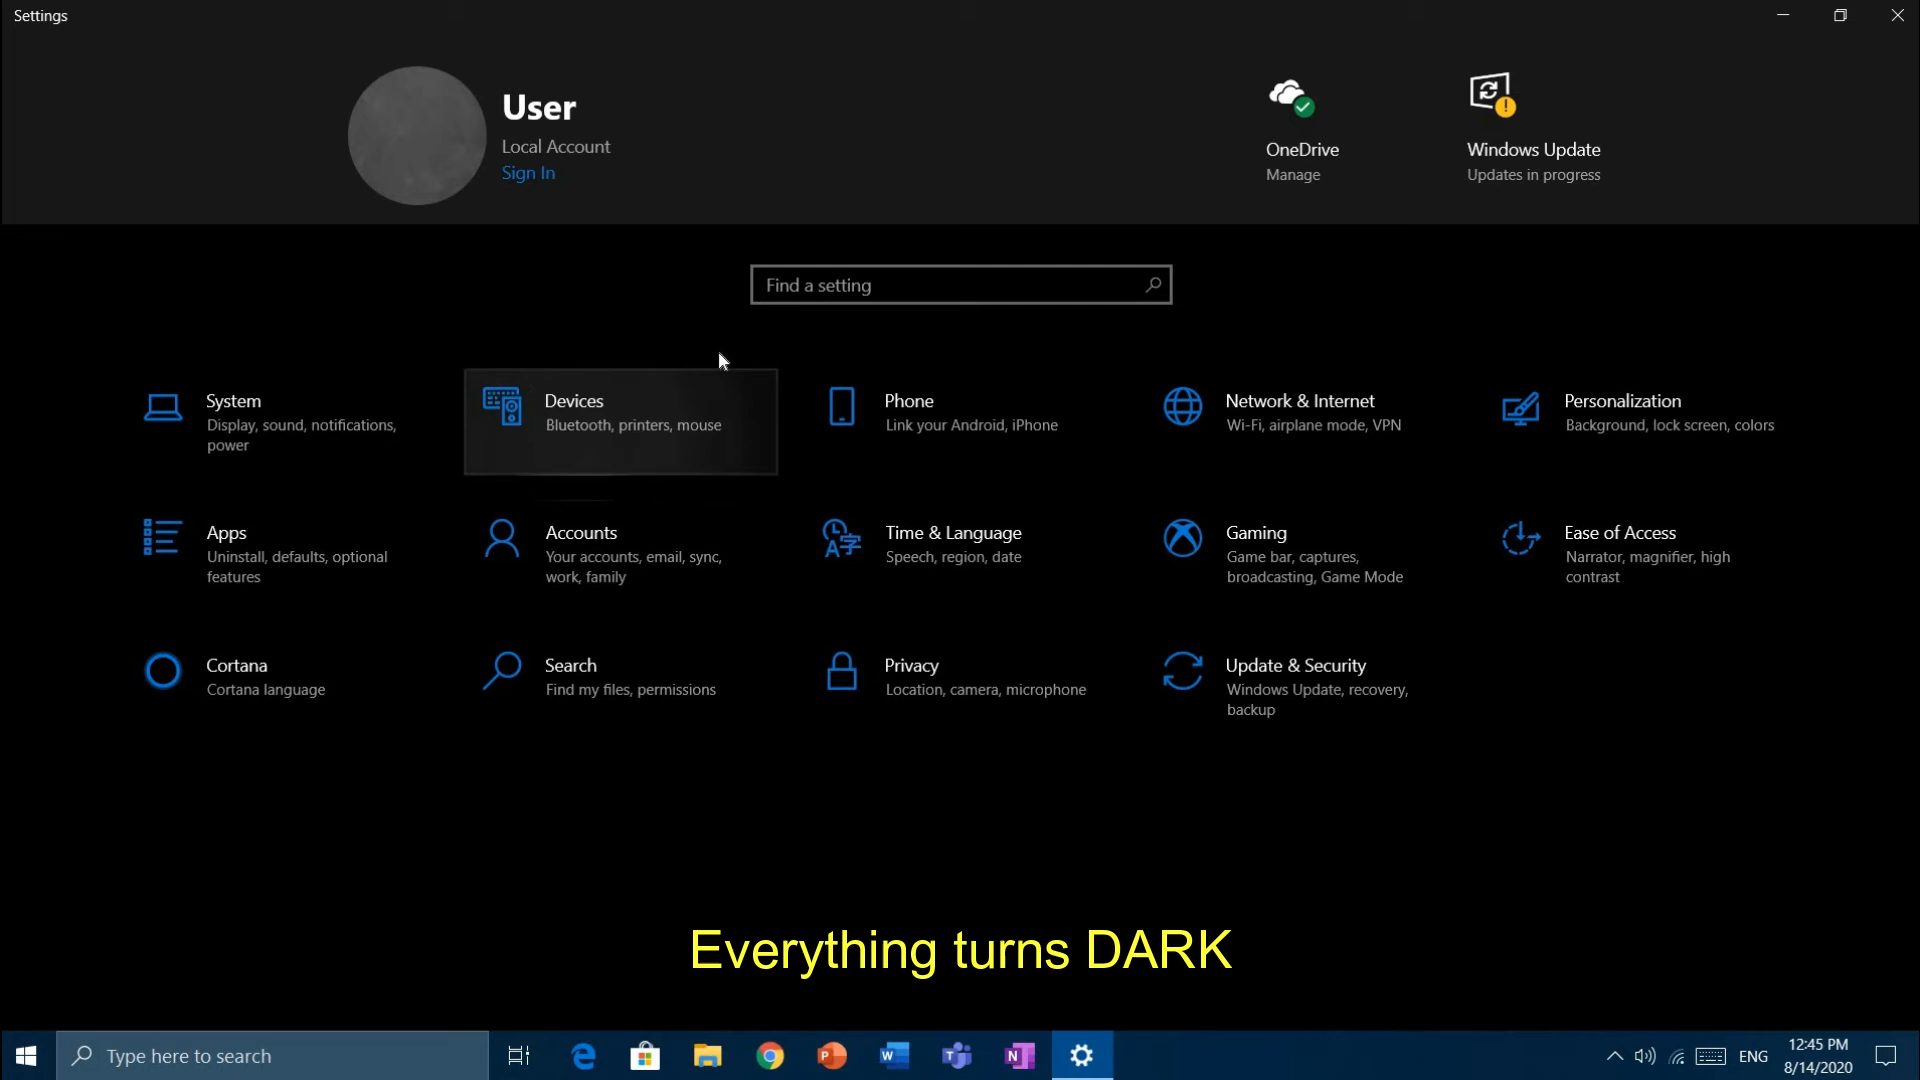 Settings
User
Local Account
Sign In
OneDrive
Manage
Windows Update
Updates in progress
Find a setting
System
Display, sound, notifications,
power
Devices
Bluetooth, printers, mouse
Phone
Link your Android, iPhone
Network & Internet
Wi-Fi, airplane mode, VPN
Personalization
Background, lock screen, colors
Apps
Uninstall, defaults, optional
features
Accounts
Your accounts, email, sync,
work, family
Time & Language
Speech, region, date
Gaming
Game bar, captures,
broadcasting, Game Mode
Ease of Access
Narrator, magnifier, high
contrast
Cortana
Cortana language
Search
Find my files, permissions
Privacy
Location, camera, microphone
Update & Security
Windows Update, recovery,
backup
Everything turns DARK
Type here to search
ENG
12:45 PM
8/14/2020